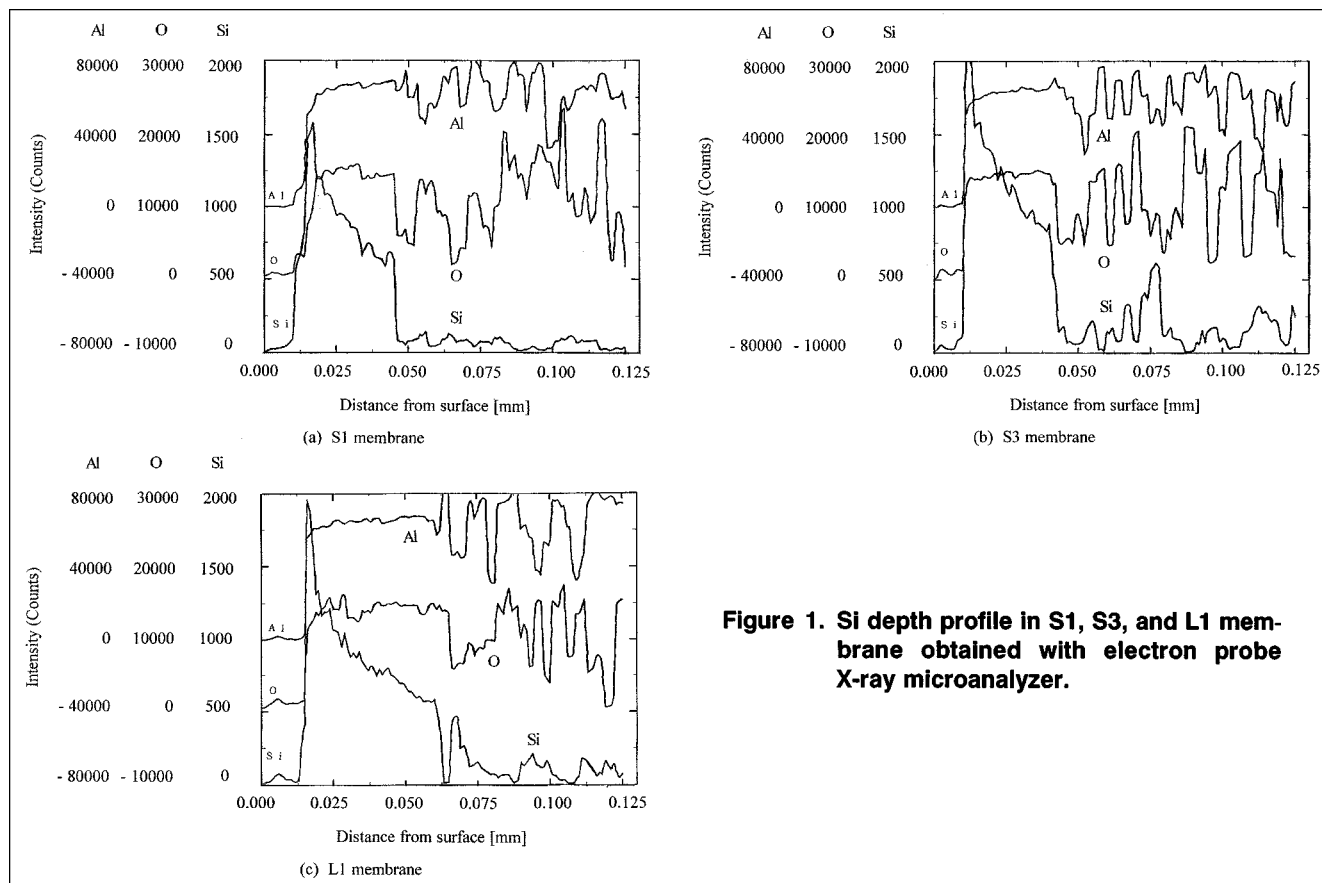 Al O Si
80000 30000 2000
40000 20000 1500
0 10000 1000
- 40000 0 500
- 80000 - 10000 0
Intensity (Counts)
Al
O
Si
Al
O
Si
0.000 0.025 0.050 0.075 0.100 0.125
Distance from surface [mm]
(a) S1 membrane
Al O Si
80000 30000 2000
40000 20000 1500
0 10000 1000
- 40000 0 500
- 80000 - 10000 0
Intensity (Counts)
Al
O
Si
Al
O
Si
0.000 0.025 0.050 0.075 0.100 0.125
Distance from surface [mm]
(b) S3 membrane
Al O Si
80000 30000 2000
40000 20000 1500
0 10000 1000
- 40000 0 500
- 80000 - 10000 0
Intensity (Counts)
Al
O
Si
Al
O
Si
0.000 0.025 0.050 0.075 0.100 0.125
Distance from surface [mm]
(c) L1 membrane
Figure 1. Si depth profile in S1, S3, and L1 mem-
brane obtained with electron probe
X-ray microanalyzer.